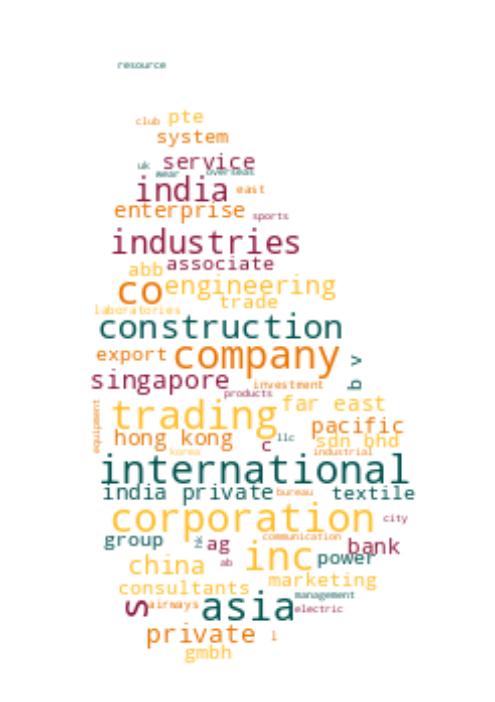 resource
club pte
system
uk service
wear overseas
india east
enterprise sports
industries
abb associate
co engineering
trade
laboratories
construction
export company b v
singapore investment
products
equipment trading far east
pacific
hong kong c llc sdn bhd
korea industrial
international
india private bureau textile
corporation city
group hk ag communication bank
china ab inc power
marketing
consultants management
s airways asia electric
private l
gmbh